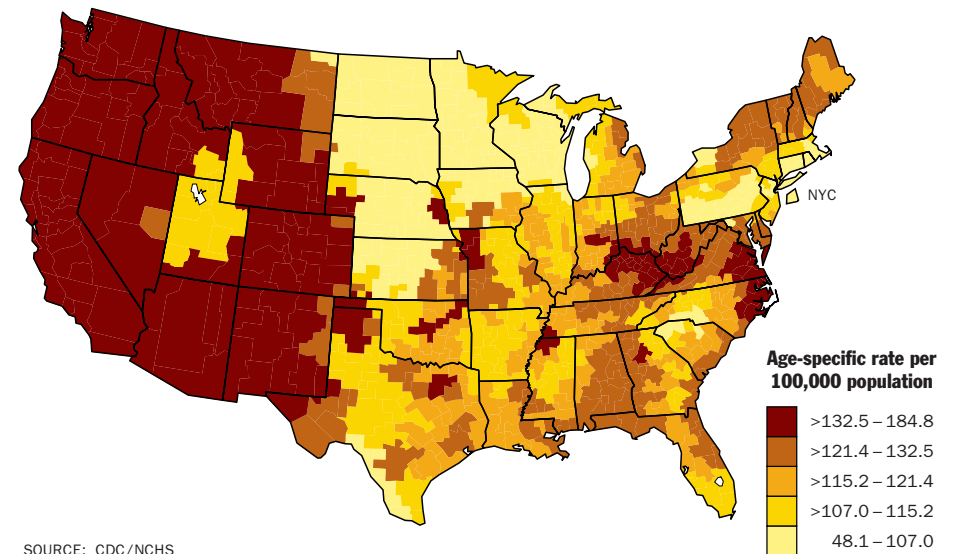 NYC
Age-specific rate per
100,000 population
>132.5 – 184.8
>121.4 – 132.5
>115.2 – 121.4
>107.0 – 115.2
48.1 – 107.0
SOURCE: CDC/NCHS